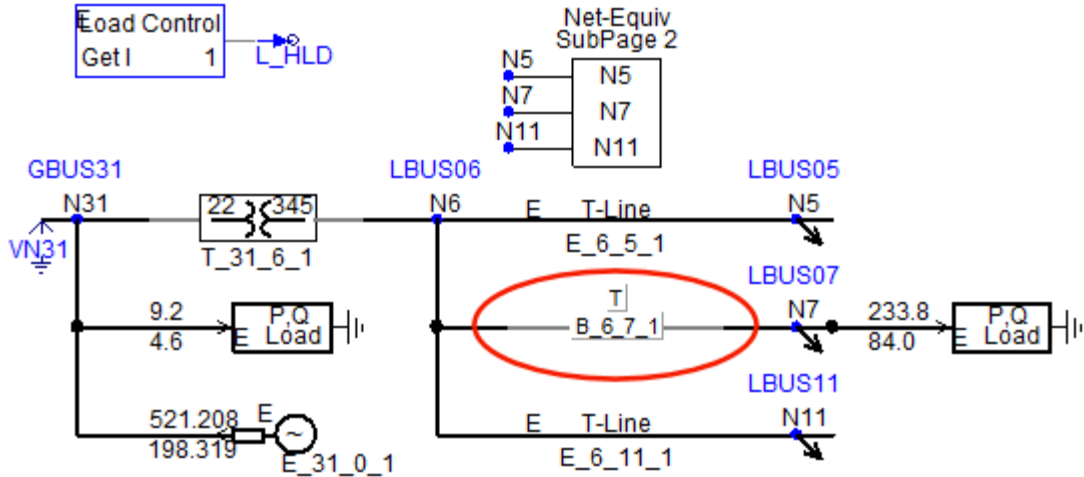 Load Control
E
Get I 1
L_HLD
Net-Equiv
SubPage 2
N5 N5
N7 N7
N11 N11
GBUS31 LBUS06 LBUS05
N31 22 345 N6 E T-Line N5
VN31 T_31_6_1 E_6_5_1
LBUS07
9.2 P,Q T N7 233.8 P,Q
4.6 E Load B_6_7_1 84.0 E Load
LBUS11
521.208 E ~ E T-Line N11
198.319 E_31_0_1 E_6_11_1